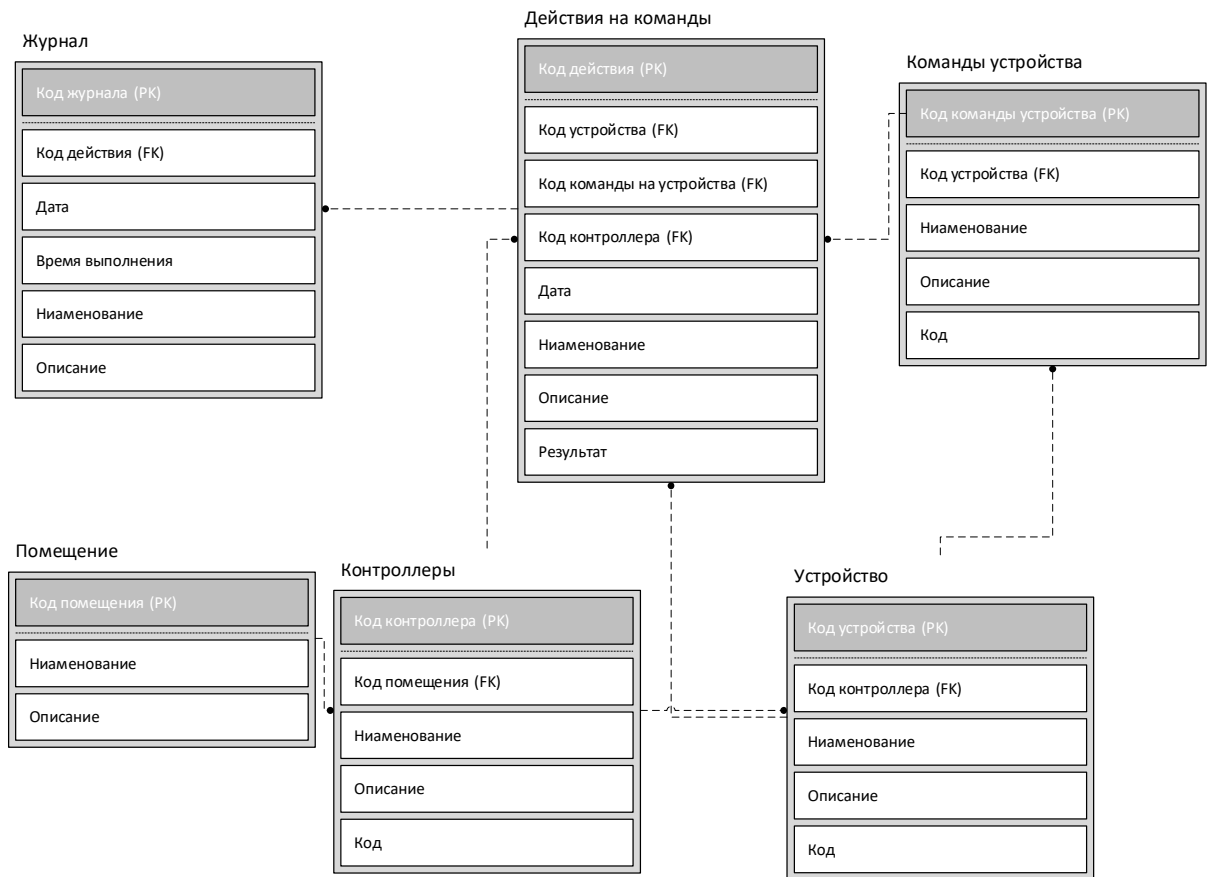 Журнал
Код журнала (PK)
Код действия (FK)
Дата
Время выполнения
Ниаменование
Описание
Действия на команды
Код действия (PK)
Код устройства (FK)
Код команды на устройства (FK)
Код контроллера (FK)
Дата
Ниаменование
Описание
Результат
Команды устройства
Код команды устройства (PK)
Код устройства (FK)
Ниаменование
Описание
Код
Помещение
Код помещения (PK)
Ниаменование
Описание
Контроллеры
Код контроллера (PK)
Код помещения (FK)
Ниаменование
Описание
Код
Устройство
Код устройства (PK)
Код контроллера (FK)
Ниаменование
Описание
Код